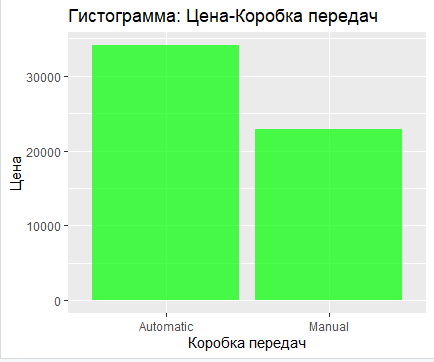 Гистограмма: Цена-Коробка передач
Цена
30000
20000
10000
0
Automatic Manual
Коробка передач